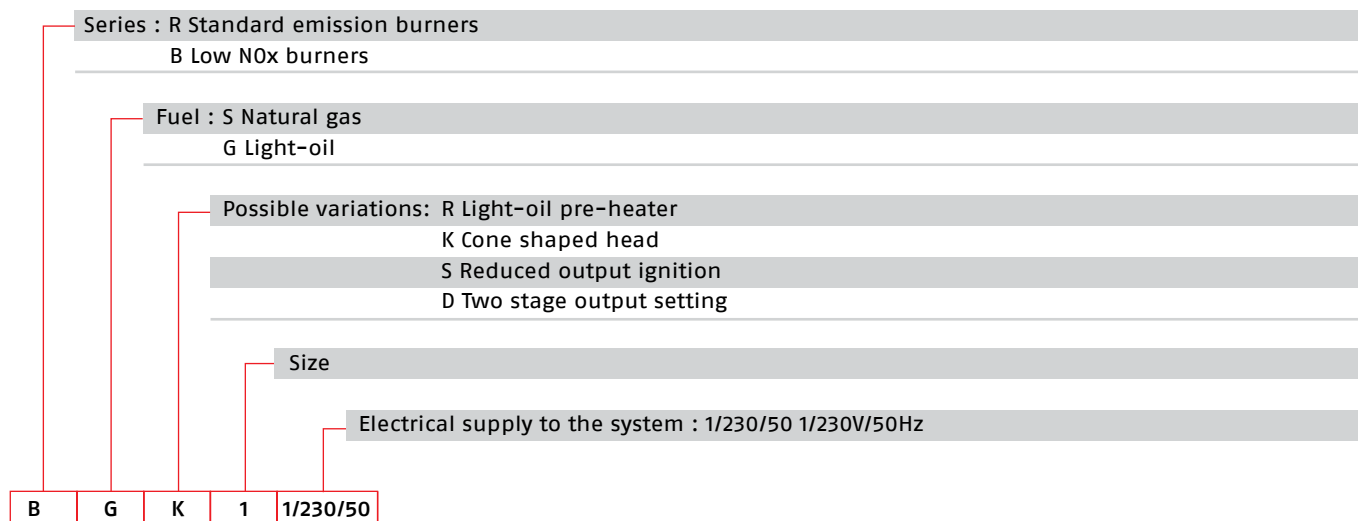 Series : R Standard emission burners
B Low N0x burners
Fuel : S Natural gas
G Light-oil
Possible variations: R Light-oil pre-heater
K Cone shaped head
S Reduced output ignition
D Two stage output setting
Size
Electrical supply to the system : 1/230/50 1/230V/50Hz
B G K 1 1/230/50